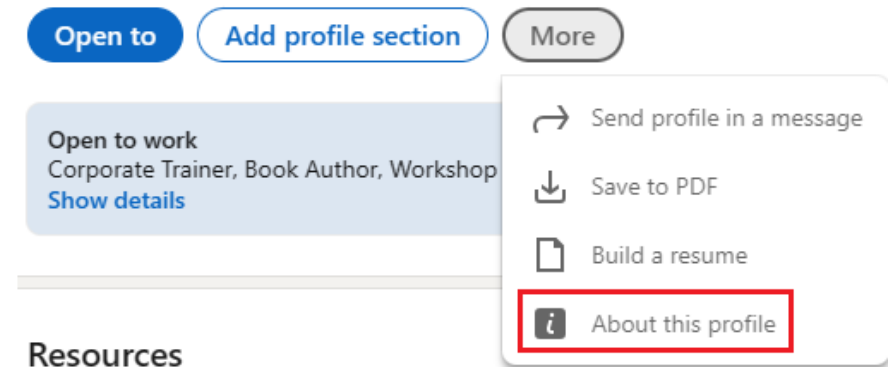 Open to
Add profile section
More
Open to work
Corporate Trainer, Book Author, Workshop
Show details
Send profile in a message
Save to PDF
Build a resume
About this profile
Resources